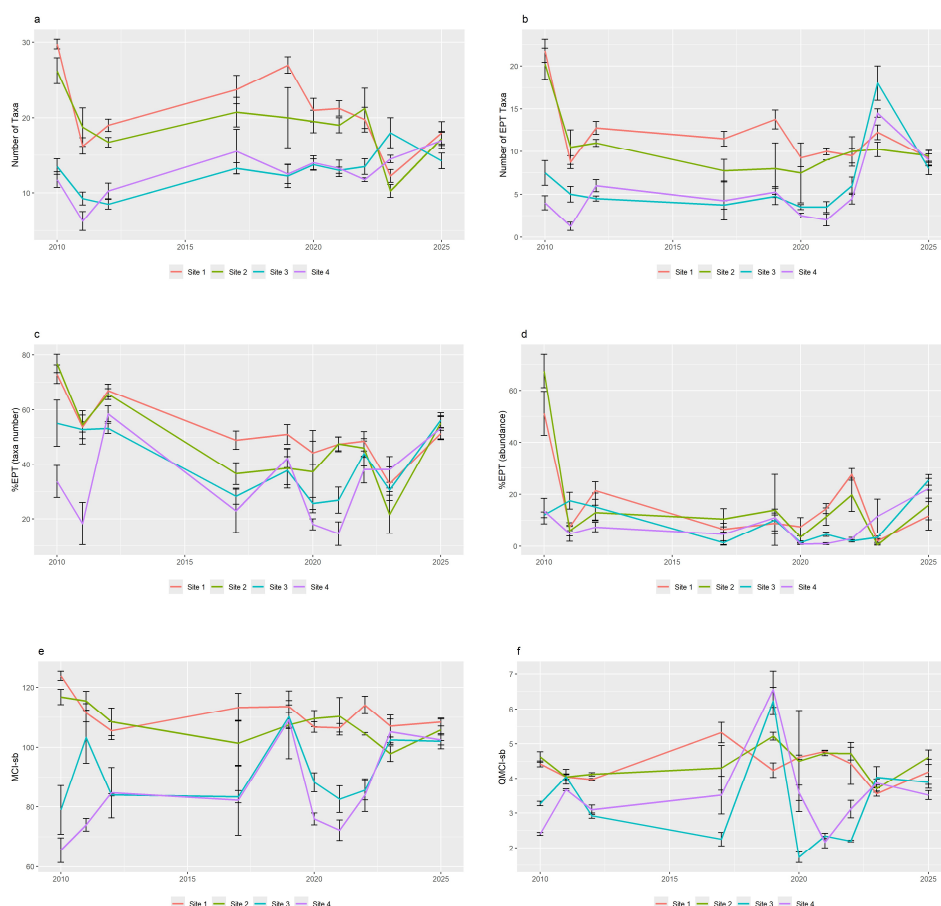 a
Number of Taxa
30
20
10
2010 2015 2020 2025
Site 1 Site 2 Site 3 Site 4
b
Number of EPT Taxa
20
15
10
5
0
2010 2015 2020 2025
Site 1 Site 2 Site 3 Site 4
c
%EPT (taxa number)
80
60
40
20
2010 2015 2020 2025
Site 1 Site 2 Site 3 Site 4
d
%EPT (abundance)
60
40
20
0
2010 2015 2020 2025
Site 1 Site 2 Site 3 Site 4
e
MCI-sb
120
100
80
60
2010 2015 2020 2025
Site 1 Site 2 Site 3 Site 4
f
QMCI-sb
7
6
5
4
3
2
2010 2015 2020 2025
Site 1 Site 2 Site 3 Site 4